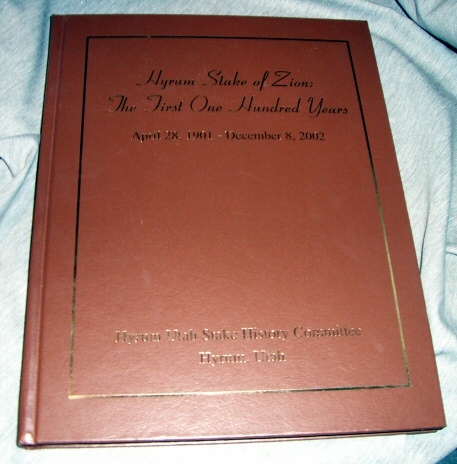 Hyrum Stake of Zion:
The First One Hundred Years
April 28, 1901 - December 8, 2002
Hyrum Utah Stake History Committee
Hyrum, Utah